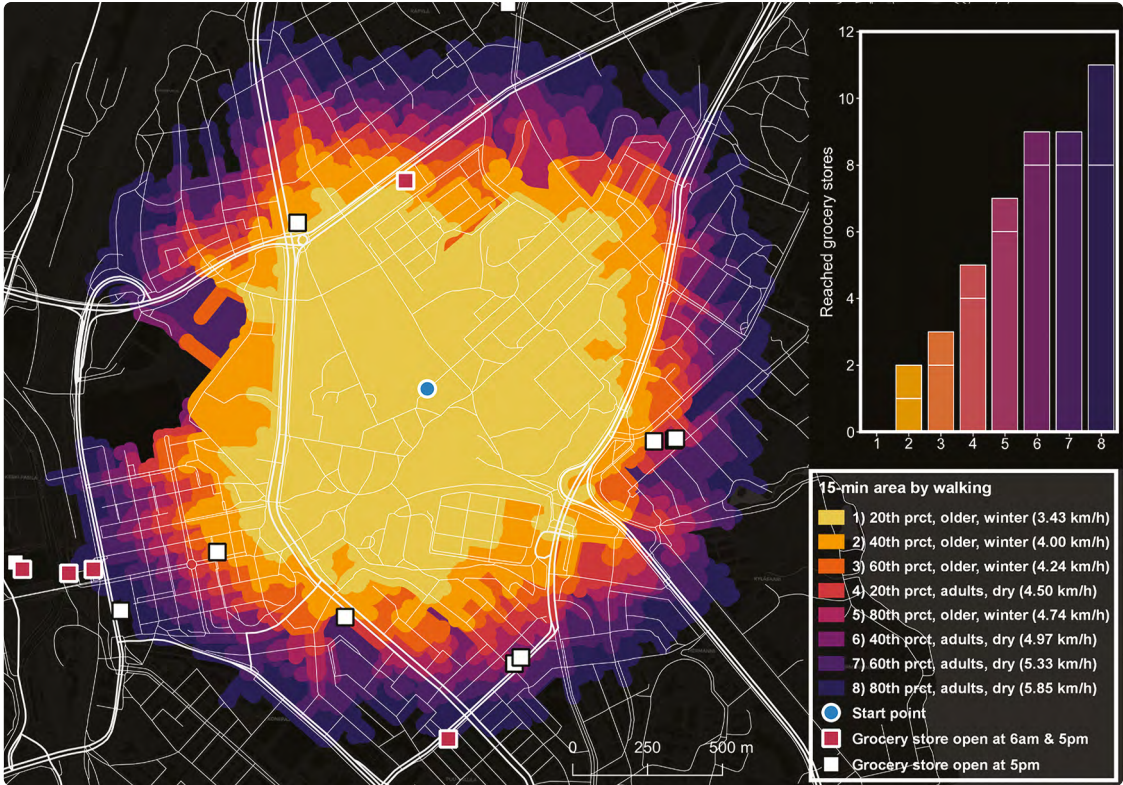 12
10
8
6
4
2
0
Reached grocery stores
1 2 3 4 5 6 7 8
15-min area by walking
1) 20th prct, older, winter (3.43 km/h)
2) 40th prct, older, winter (4.00 km/h)
3) 60th prct, older, winter (4.24 km/h)
4) 20th prct, adults, dry (4.50 km/h)
5) 80th prct, older, winter (4.74 km/h)
6) 40th prct, adults, dry (4.97 km/h)
7) 60th prct, adults, dry (5.33 km/h)
8) 80th prct, adults, dry (5.85 km/h)
Start point
Grocery store open at 6am & 5pm
Grocery store open at 5pm
0 250 500 m